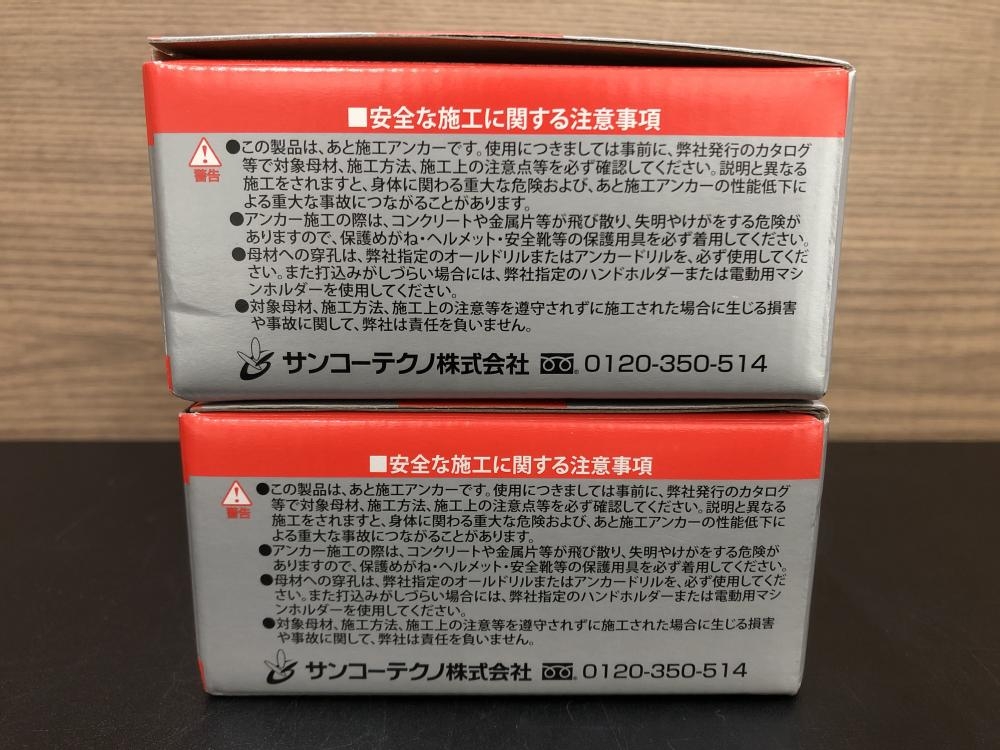 ■安全な施工に関する注意事項
警告
●この製品は、あと施工アンカーです。使用につきましては事前に、弊社発行のカタログ
等で対象母材、施工方法、施工上の注意点等を必ず確認してください。説明と異なる
施工をされますと、身体に関わる重大な危険および、あと施工アンカーの性能低下に
よる重大な事故につながることがあります。
●アンカー施工の際は、コンクリートや金属片等が飛び散り、失明やけがをする危険が
ありますので、保護めがね・ヘルメット・安全靴等の保護用具を必ず着用してください。
●母材への穿孔は、弊社指定のオールドリルまたはアンカードリルを、必ず使用してくだ
さい。また打込みがしづらい場合には、弊社指定のハンドホルダーまたは電動用マシ
ンホルダーを使用してください。
●対象母材、施工方法、施工上の注意等を遵守されずに施工された場合に生じる損害
や事故に関して、弊社は責任を負いません。
サンコーテクノ株式会社 0120-350-514
■安全な施工に関する注意事項
警告
●この製品は、あと施工アンカーです。使用につきましては事前に、弊社発行のカタログ
等で対象母材、施工方法、施工上の注意点等を必ず確認してください。説明と異なる
施工をされますと、身体に関わる重大な危険および、あと施工アンカーの性能低下に
よる重大な事故につながることがあります。
●アンカー施工の際は、コンクリートや金属片等が飛び散り、失明やけがをする危険が
ありますので、保護めがね・ヘルメット・安全靴等の保護用具を必ず着用してください。
●母材への穿孔は、弊社指定のオールドリルまたはアンカードリルを、必ず使用してくだ
さい。また打込みがしづらい場合には、弊社指定のハンドホルダーまたは電動用マシ
ンホルダーを使用してください。
●対象母材、施工方法、施工上の注意等を遵守されずに施工された場合に生じる損害
や事故に関して、弊社は責任を負いません。
サンコーテクノ株式会社 0120-350-514